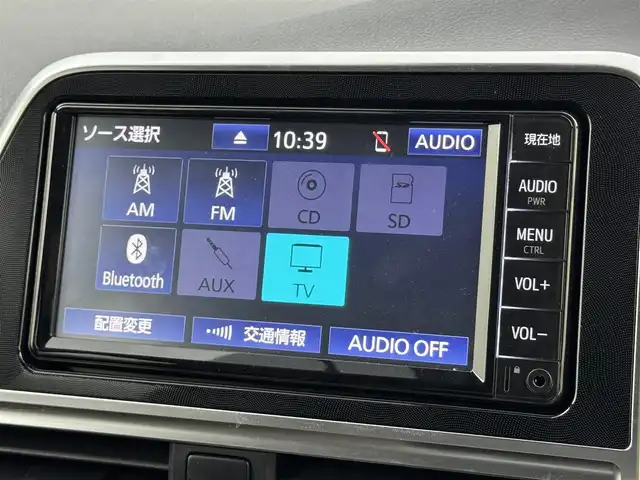 ソース選択
10:39
AUDIO
AM
FM
CD
SD
Bluetooth
AUX
TV
配置変更
交通情報
AUDIO OFF
現在地
AUDIO
PWR
MENU
CTRL
VOL+
VOL−